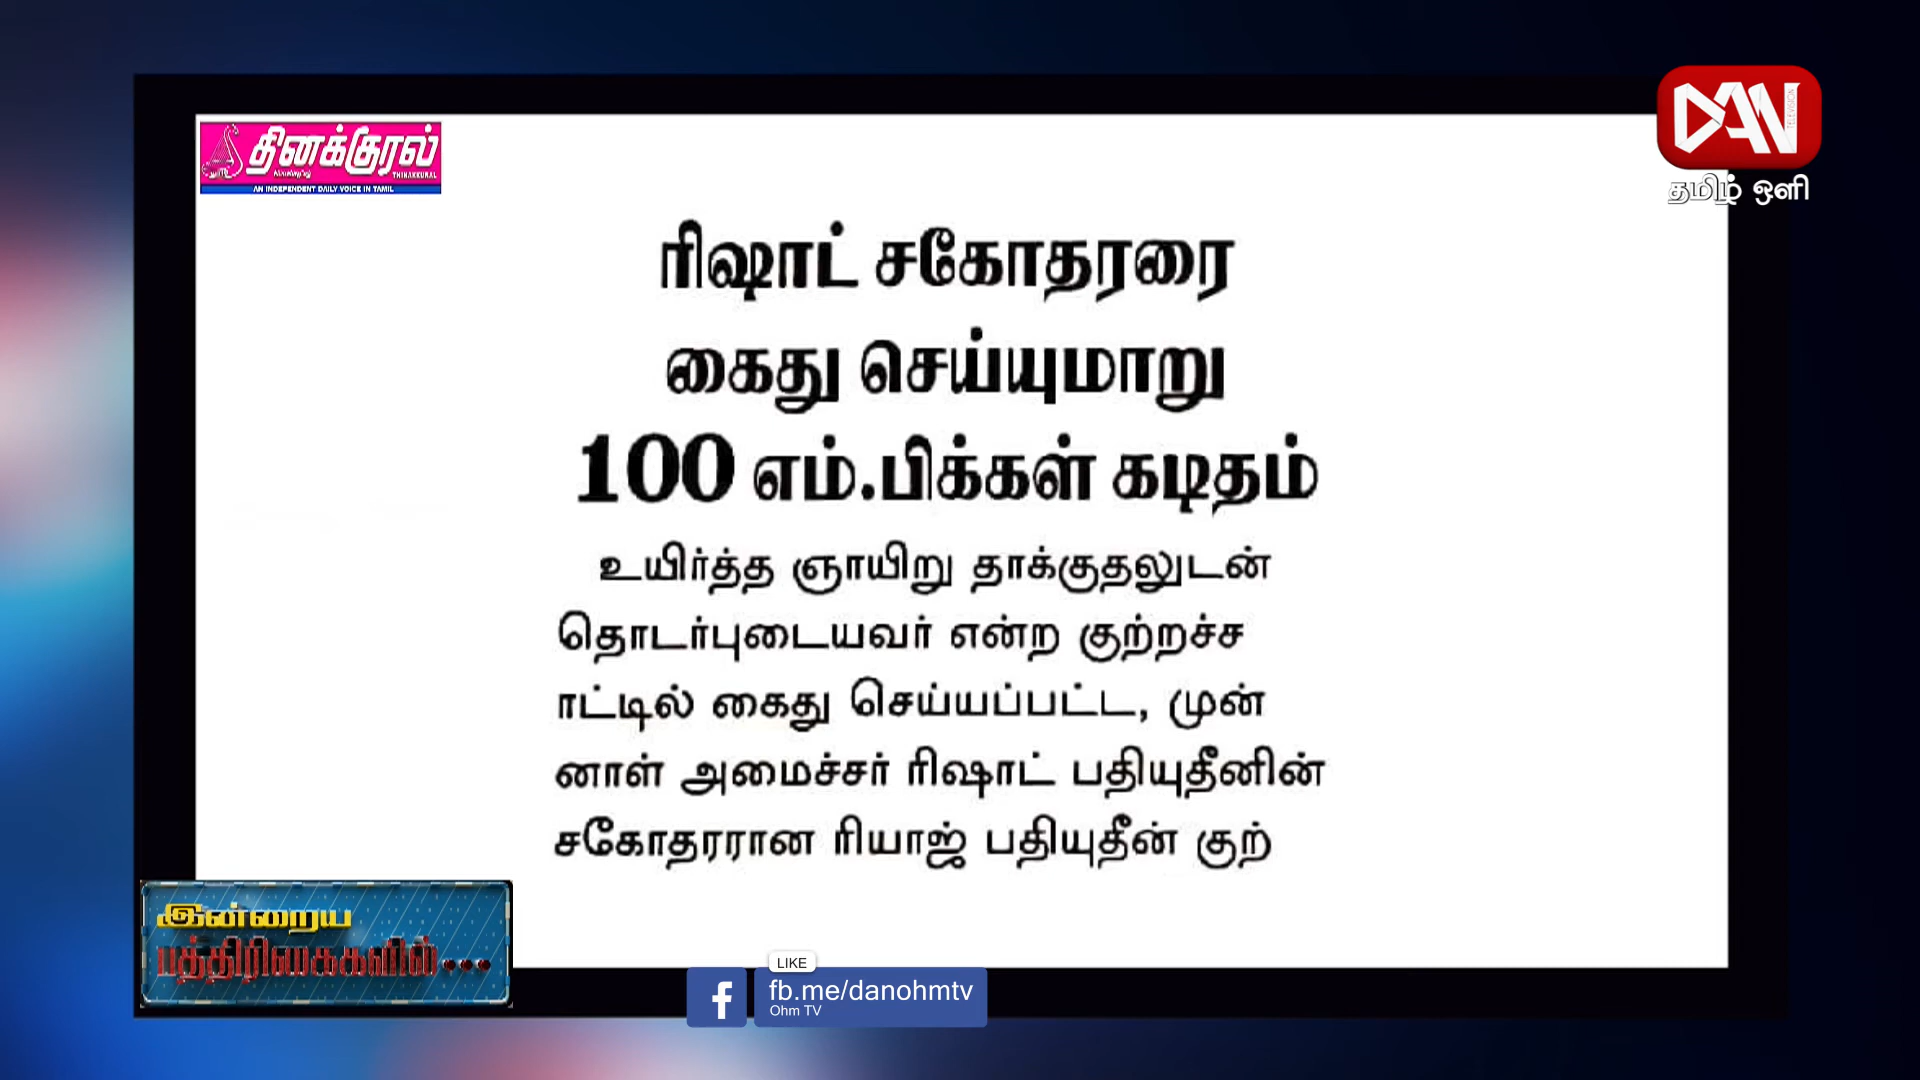 தினக்குரல்
THINAKKURAL
AN INDEPENDENT DAILY VOICE IN TAMIL
DAN
TELEVISION
தமிழ் ஒளி
ரிஷாட் சகோதரரை
கைது செய்யுமாறு
100 எம்.பிக்கள் கடிதம்
உயிர்த்த ஞாயிறு தாக்குதலுடன்
தொடர்புடையவர் என்ற குற்றச்ச
ாட்டில் கைது செய்யப்பட்ட, முன்
னாள் அமைச்சர் ரிஷாட் பதியுதீனின்
சகோதரரான ரியாஜ் பதியுதீன் குற்
இன்றைய
பத்திரிகைகளில்...
LIKE
fb.me/danohmtv
Ohm TV